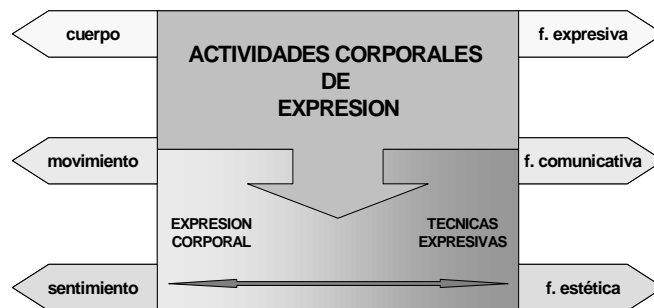 cuerpo
ACTIVIDADES CORPORALES
DE
EXPRESION
f. expresiva
movimiento
f. comunicativa
EXPRESION
CORPORAL
TECNICAS
EXPRESIVAS
sentimiento
f. estética